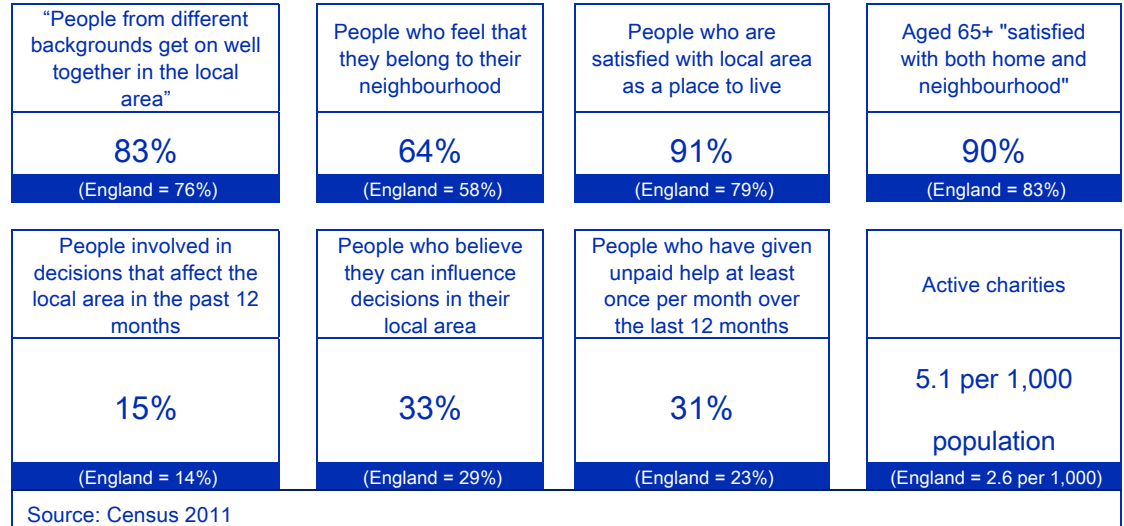 “People from different
backgrounds get on well
together in the local
area”
83%
(England = 76%)
People who feel that
they belong to their
neighbourhood
64%
(England = 58%)
People who are
satisfied with local area
as a place to live
91%
(England = 79%)
Aged 65+ "satisfied
with both home and
neighbourhood"
90%
(England = 83%)
People involved in
decisions that affect the
local area in the past 12
months
15%
(England = 14%)
People who believe
they can influence
decisions in their
local area
33%
(England = 29%)
People who have given
unpaid help at least
once per month over
the last 12 months
31%
(England = 23%)
Active charities
5.1 per 1,000
population
(England = 2.6 per 1,000)
Source: Census 2011